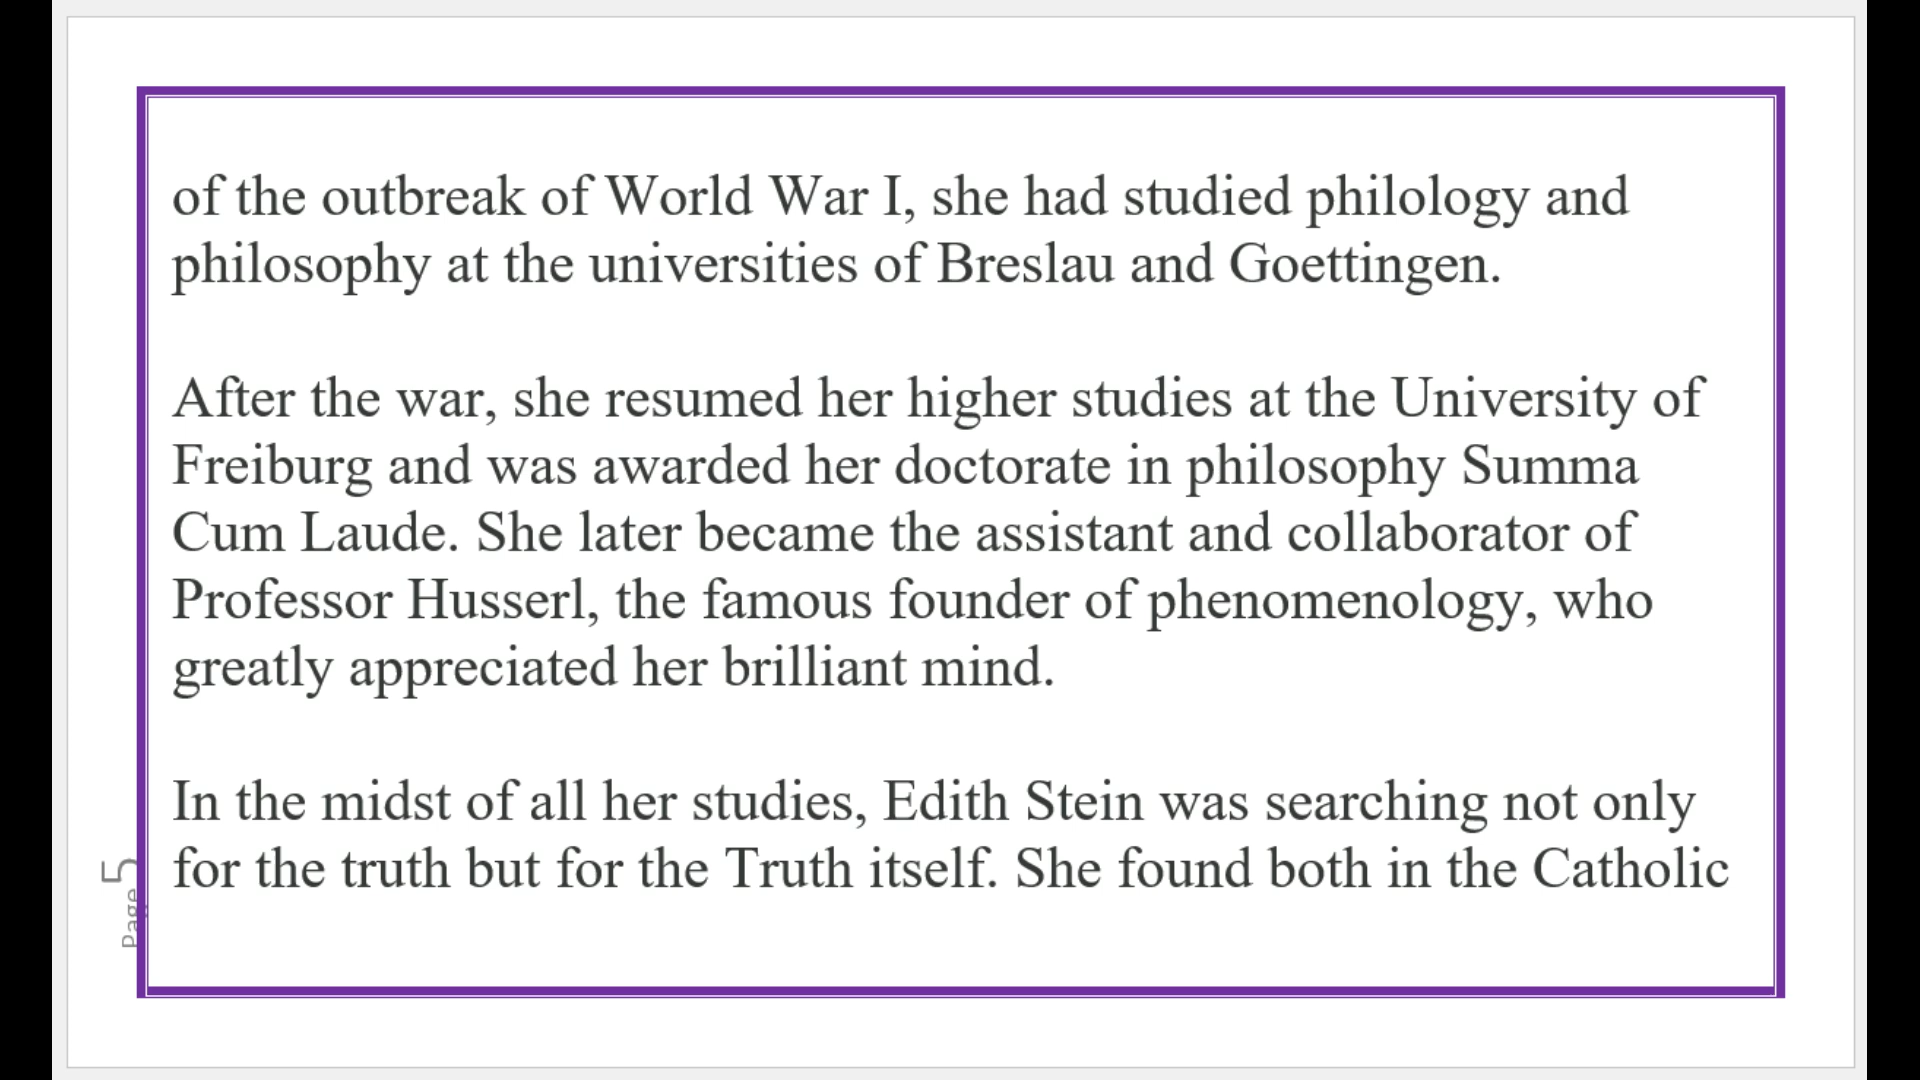 of the outbreak of World War I, she had studied philology and
philosophy at the universities of Breslau and Goettingen.
After the war, she resumed her higher studies at the University of
Freiburg and was awarded her doctorate in philosophy Summa
Cum Laude. She later became the assistant and collaborator of
Professor Husserl, the famous founder of phenomenology, who
greatly appreciated her brilliant mind.
In the midst of all her studies, Edith Stein was searching not only
for the truth but for the Truth itself. She found both in the Catholic
Page 5